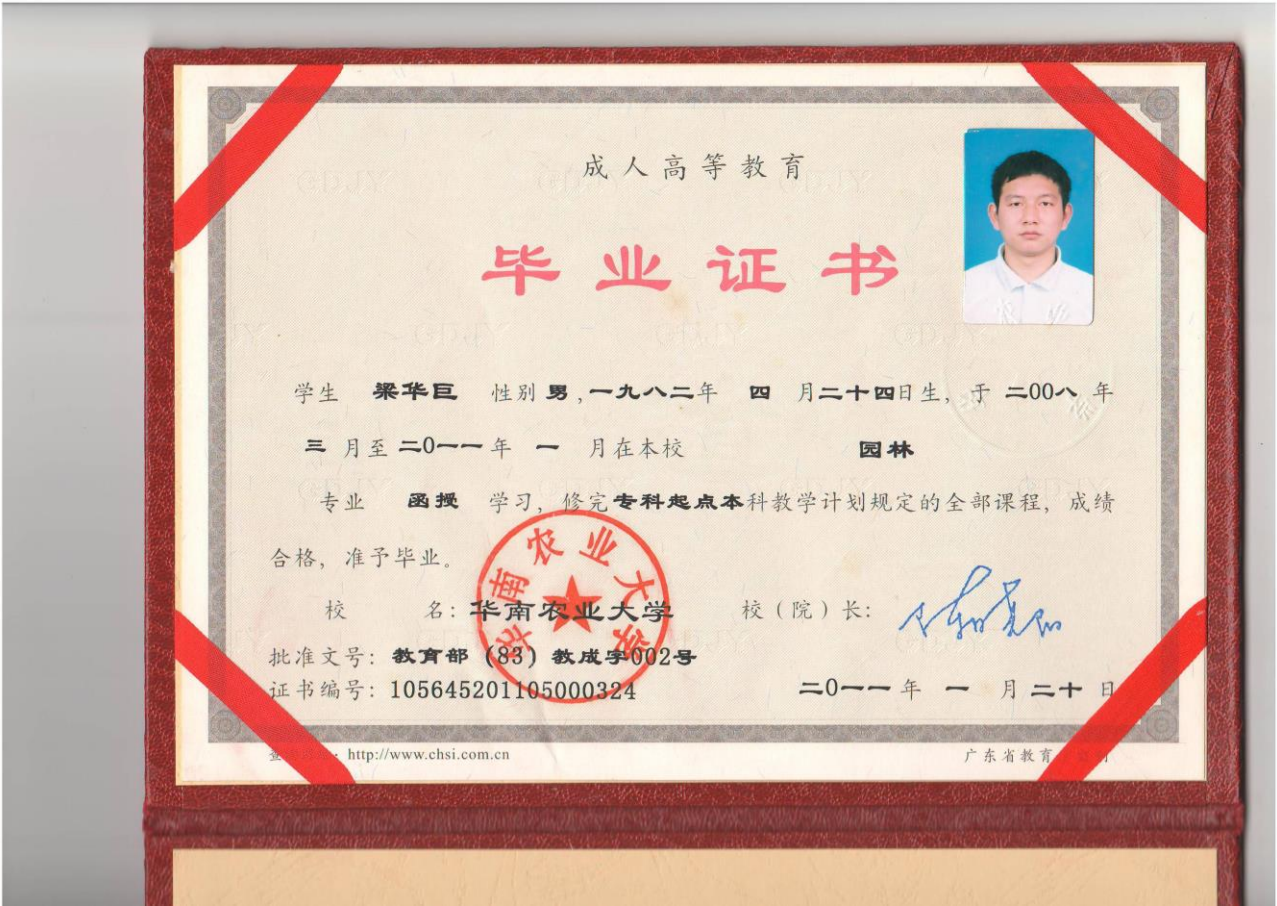 成人高等教育
毕业证书
学生 梁华巨 性别 男,一九八二年 四 月二十四日生,于 二00八 年
三 月至 二0一一 年 一 月在本校 园林
专业 函授 学习,修完专科起点本科教学计划规定的全部课程,成绩
合格,准予毕业。
华南农业大学
校 名:华南农业大学 校(院)长:
批准文号:教育部(83)教成字002号
证书编号:105645201105000324 二0一一 年 一 月 二十 日
http://www.chsi.com.cn 广东省教育